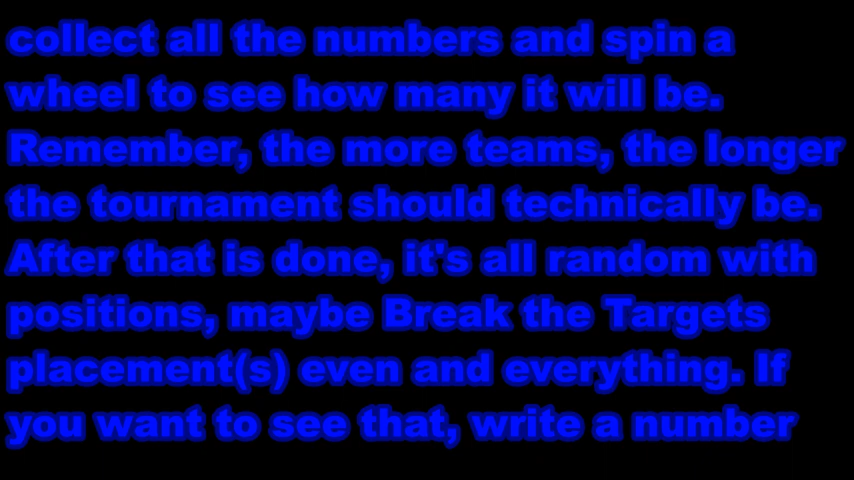 collect all the numbers and spin a
wheel to see how many it will be.
Remember, the more teams, the longer
the tournament should technically be.
After that is done, it's all random with
positions, maybe Break the Targets
placement(s) even and everything. If
you want to see that, write a number